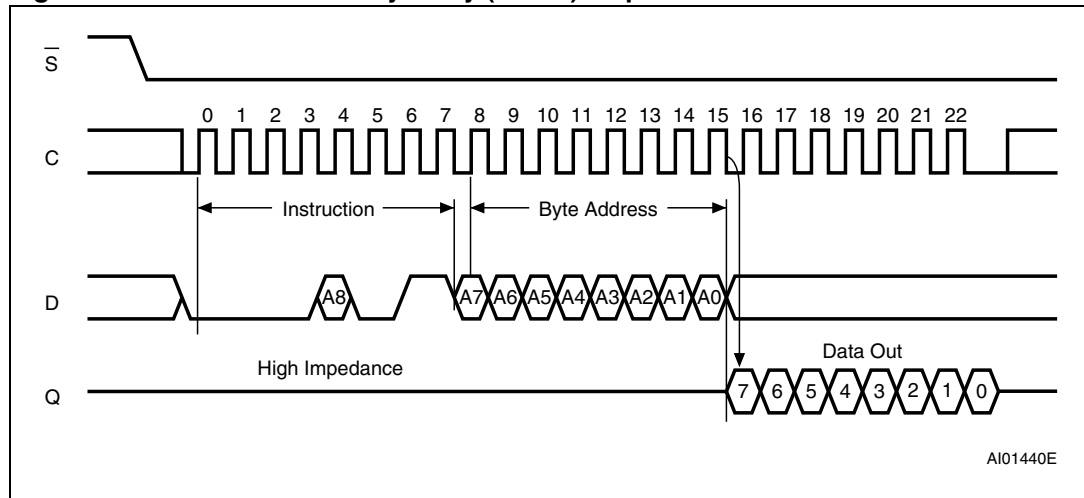 S
0 1 2 3 4 5 6 7 8 9 10 11 12 13 14 15 16 17 18 19 20 21 22
C
Instruction Byte Address
D A8 A7 A6 A5 A4 A3 A2 A1 A0
High Impedance Data Out
Q 7 6 5 4 3 2 1 0
AI01440E